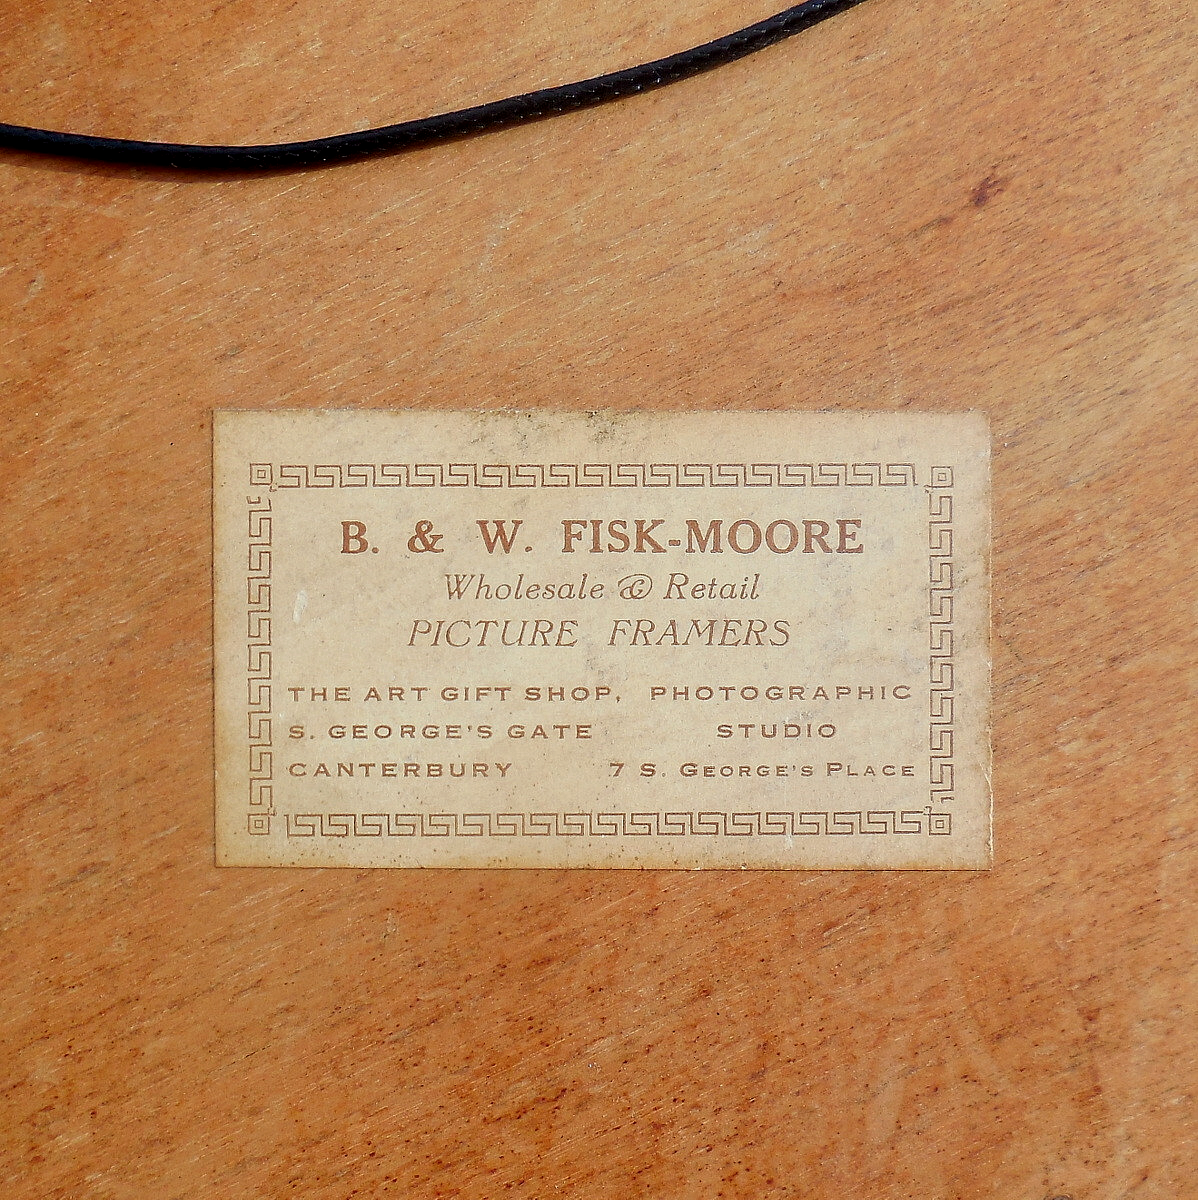 B. & W. FISK-MOORE
Wholesale & Retail
PICTURE FRAMERS
THE ART GIFT SHOP, PHOTOGRAPHIC
S. GEORGE'S GATE STUDIO
CANTERBURY 7 S. GEORGE'S PLACE